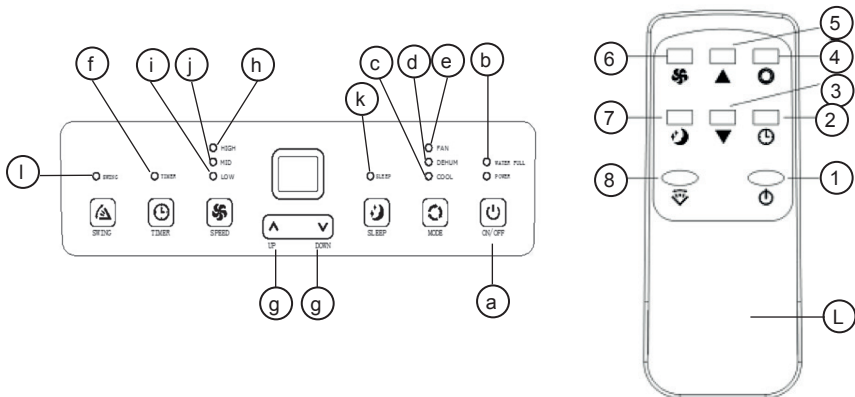 f i j h c d e b
k
HIGH FAN
MID DEHUM WATER FULL
l SWING TIMER LOW SLEEP COOL POWER
SWING TIMER SPEED SLEEP MODE ON/OFF
UP DOWN
g g a
5
6 4
3
7 2
8 1
L